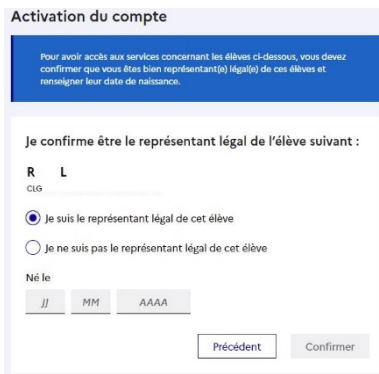 Activation du compte
Pour avoir accès aux services concernant les élèves ci-dessous, vous devez
confirmer que vous êtes bien représentant(e) légal(e) de ces élèves et
renseigner leur date de naissance.
Je confirme être le représentant légal de l'élève suivant :
R L
CLG
Je suis le représentant légal de cet élève
Je ne suis pas le représentant légal de cet élève
Né le
JJ MM AAAA
Précédent Confirmer